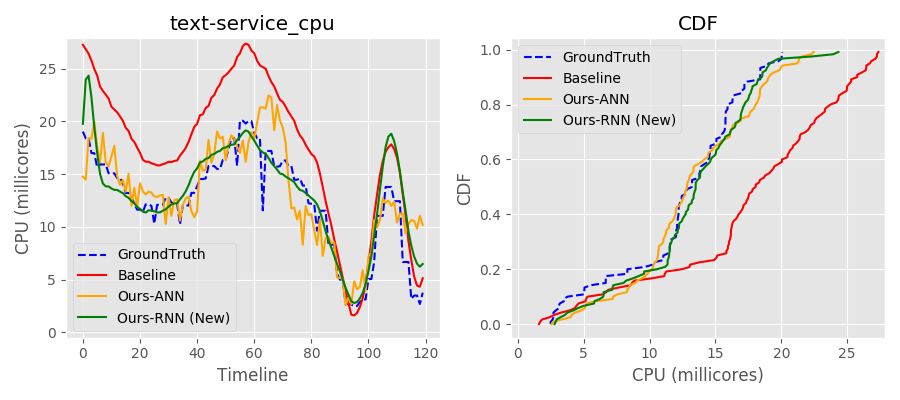 text-service_cpu
CPU (millicores)
25
20
15
10
5
0
GroundTruth
Baseline
Ours-ANN
Ours-RNN (New)
0 20 40 60 80 100 120
Timeline
CDF
CDF
1.0
0.8
0.6
0.4
0.2
0.0
GroundTruth
Baseline
Ours-ANN
Ours-RNN (New)
0 5 10 15 20 25
CPU (millicores)